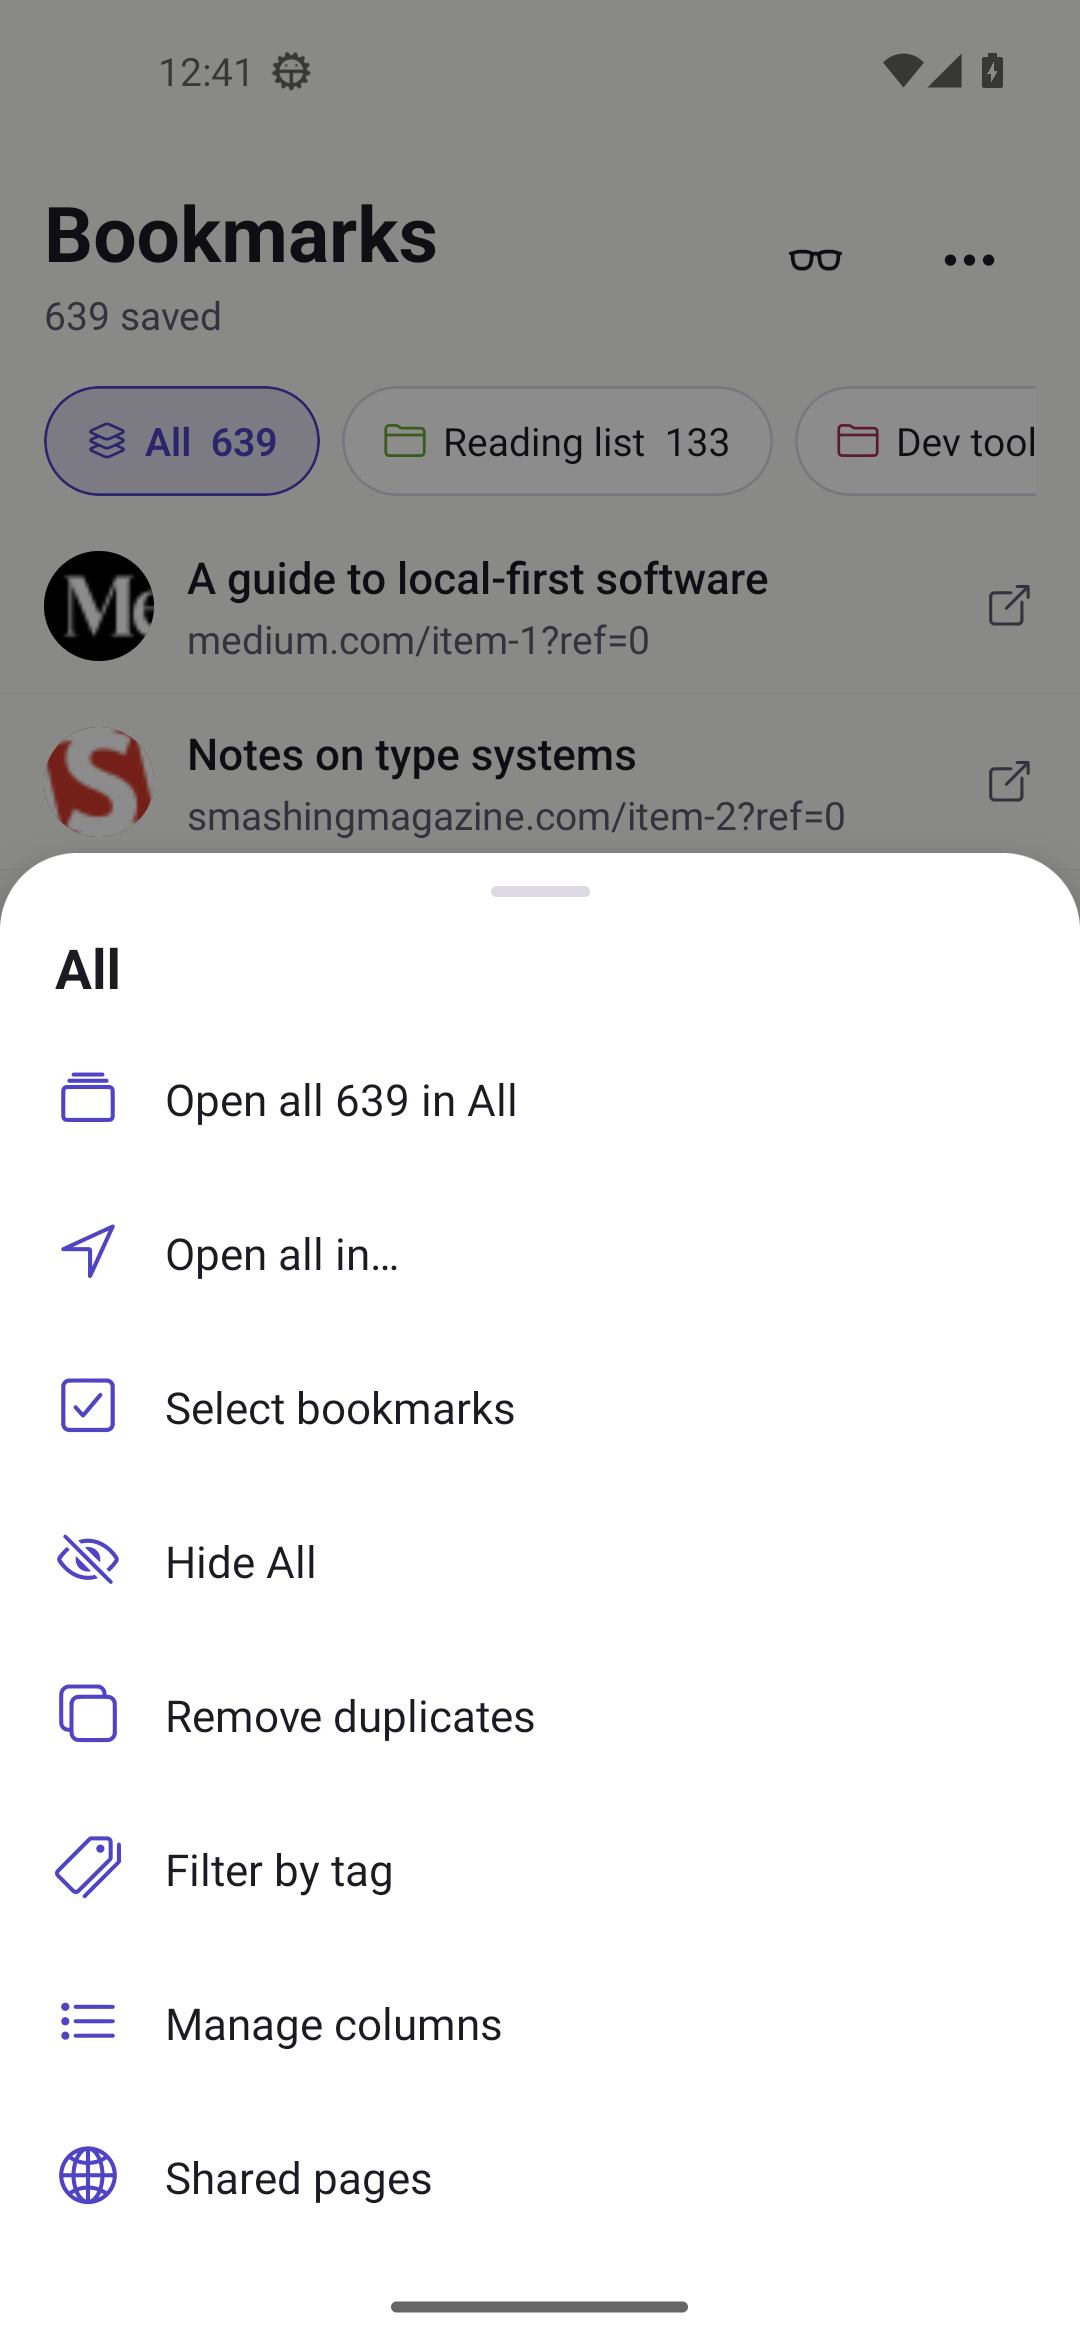 12:41
Bookmarks
639 saved
All 639
Reading list 133
Dev tool
Me
A guide to local-first software
medium.com/item-1?ref=0
S
Notes on type systems
smashingmagazine.com/item-2?ref=0
All
Open all 639 in All
Open all in...
Select bookmarks
Hide All
Remove duplicates
Filter by tag
Manage columns
Shared pages